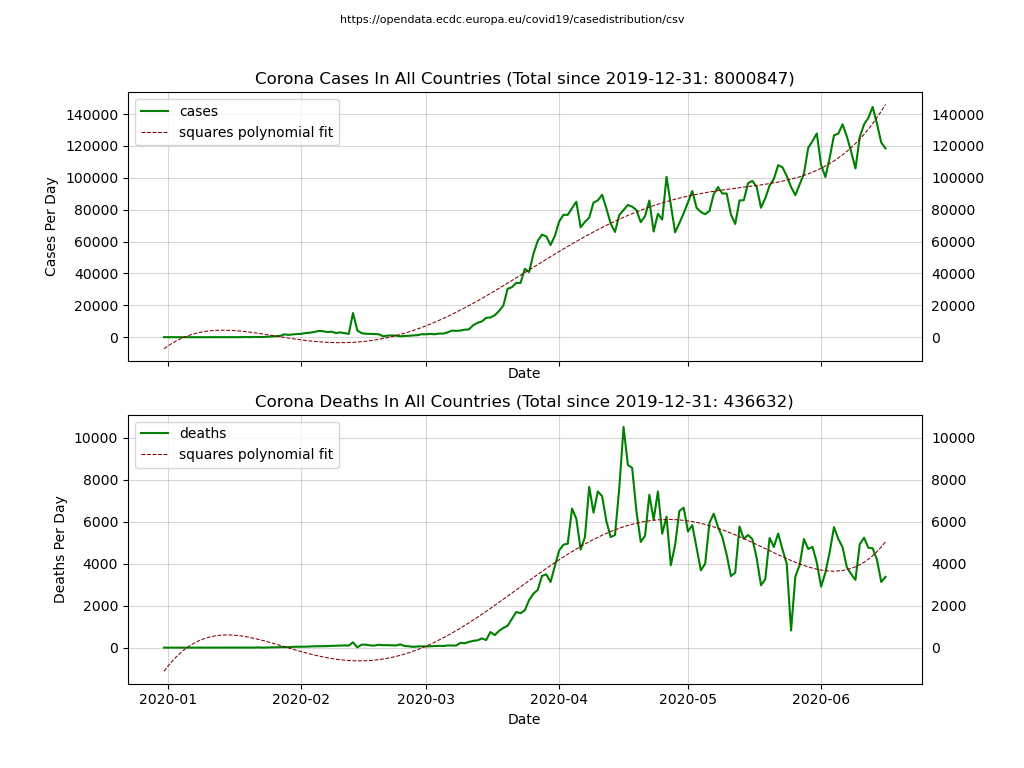 https://opendata.ecdc.europa.eu/covid19/casedistribution/csv
Corona Cases In All Countries (Total since 2019-12-31: 8000847)
cases
squares polynomial fit
140000
120000
100000
80000
60000
40000
20000
0
Cases Per Day
140000
120000
100000
80000
60000
40000
20000
0
Date
Corona Deaths In All Countries (Total since 2019-12-31: 436632)
deaths
squares polynomial fit
10000
8000
6000
4000
2000
0
Deaths Per Day
10000
8000
6000
4000
2000
0
2020-01 2020-02 2020-03 2020-04 2020-05 2020-06
Date